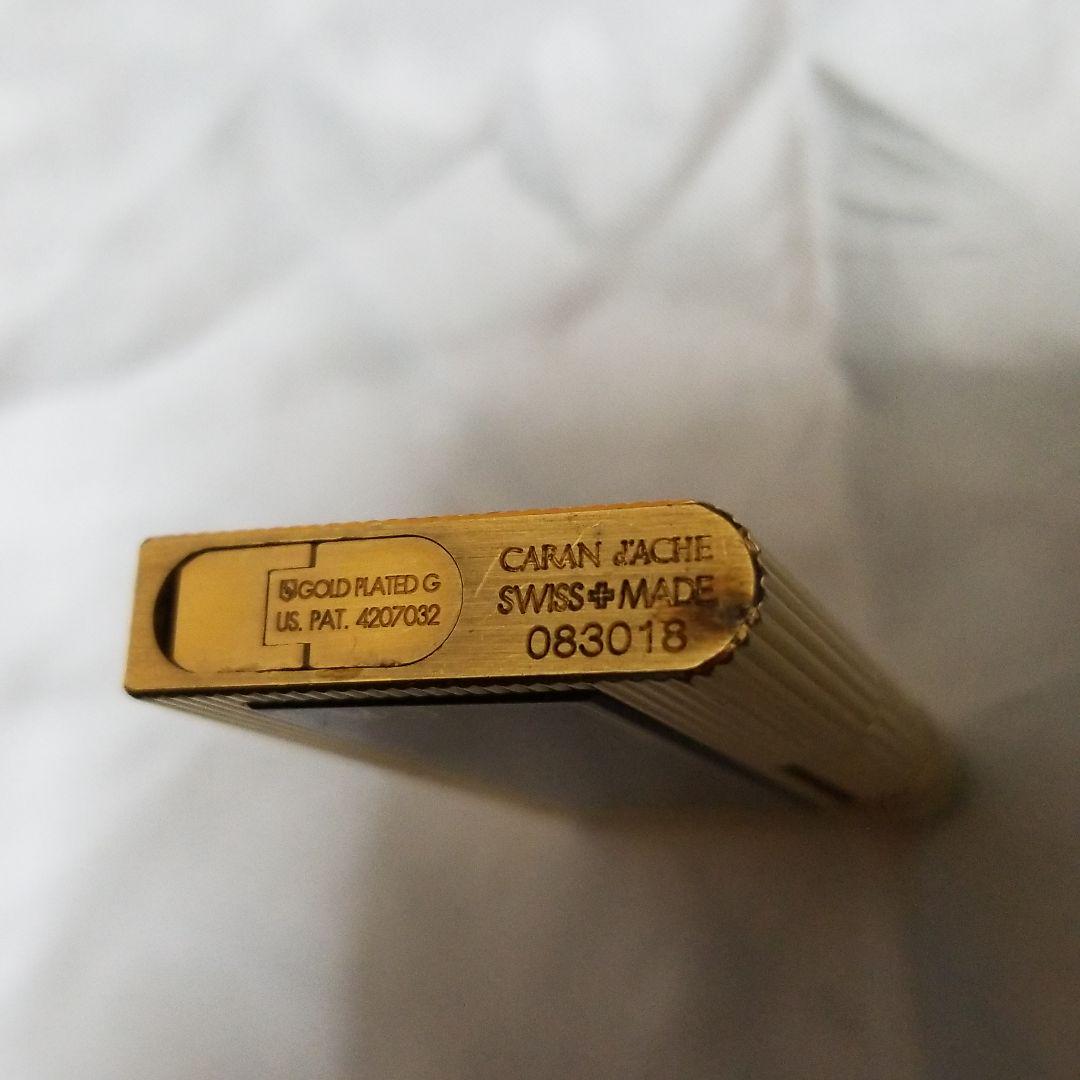 GOLD PLATED G
US. PAT. 4207032
CARAN d'ACHE
SWISS MADE
083018